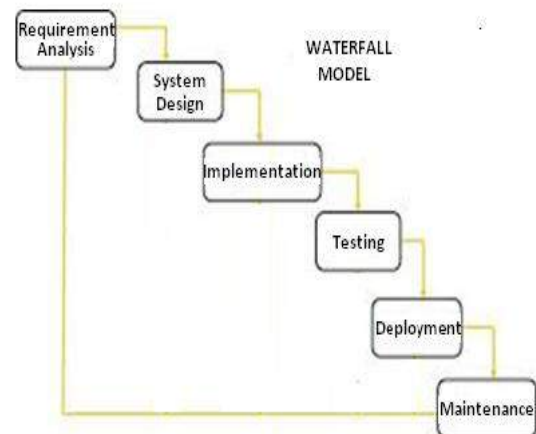 Requirement
Analysis
WATERFALL
MODEL
System
Design
Implementation
Testing
Deployment
Maintenance